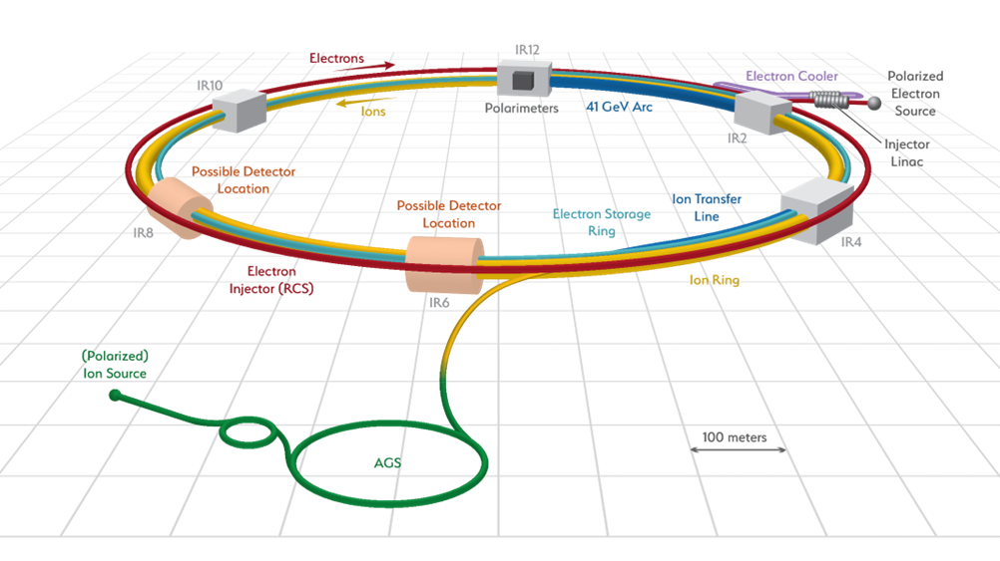 IR12
Electrons
IR10
Ions
Polarimeters
41 GeV Arc
Electron Cooler
Polarized
Electron
Source
IR2
Injector
Linac
Possible Detector
Location
Possible Detector
Location
Electron Storage
Ring
Ion Transfer
Line
IR8
IR4
Electron
Injector (RCS)
IR6
Ion Ring
(Polarized)
Ion Source
AGS
100 meters